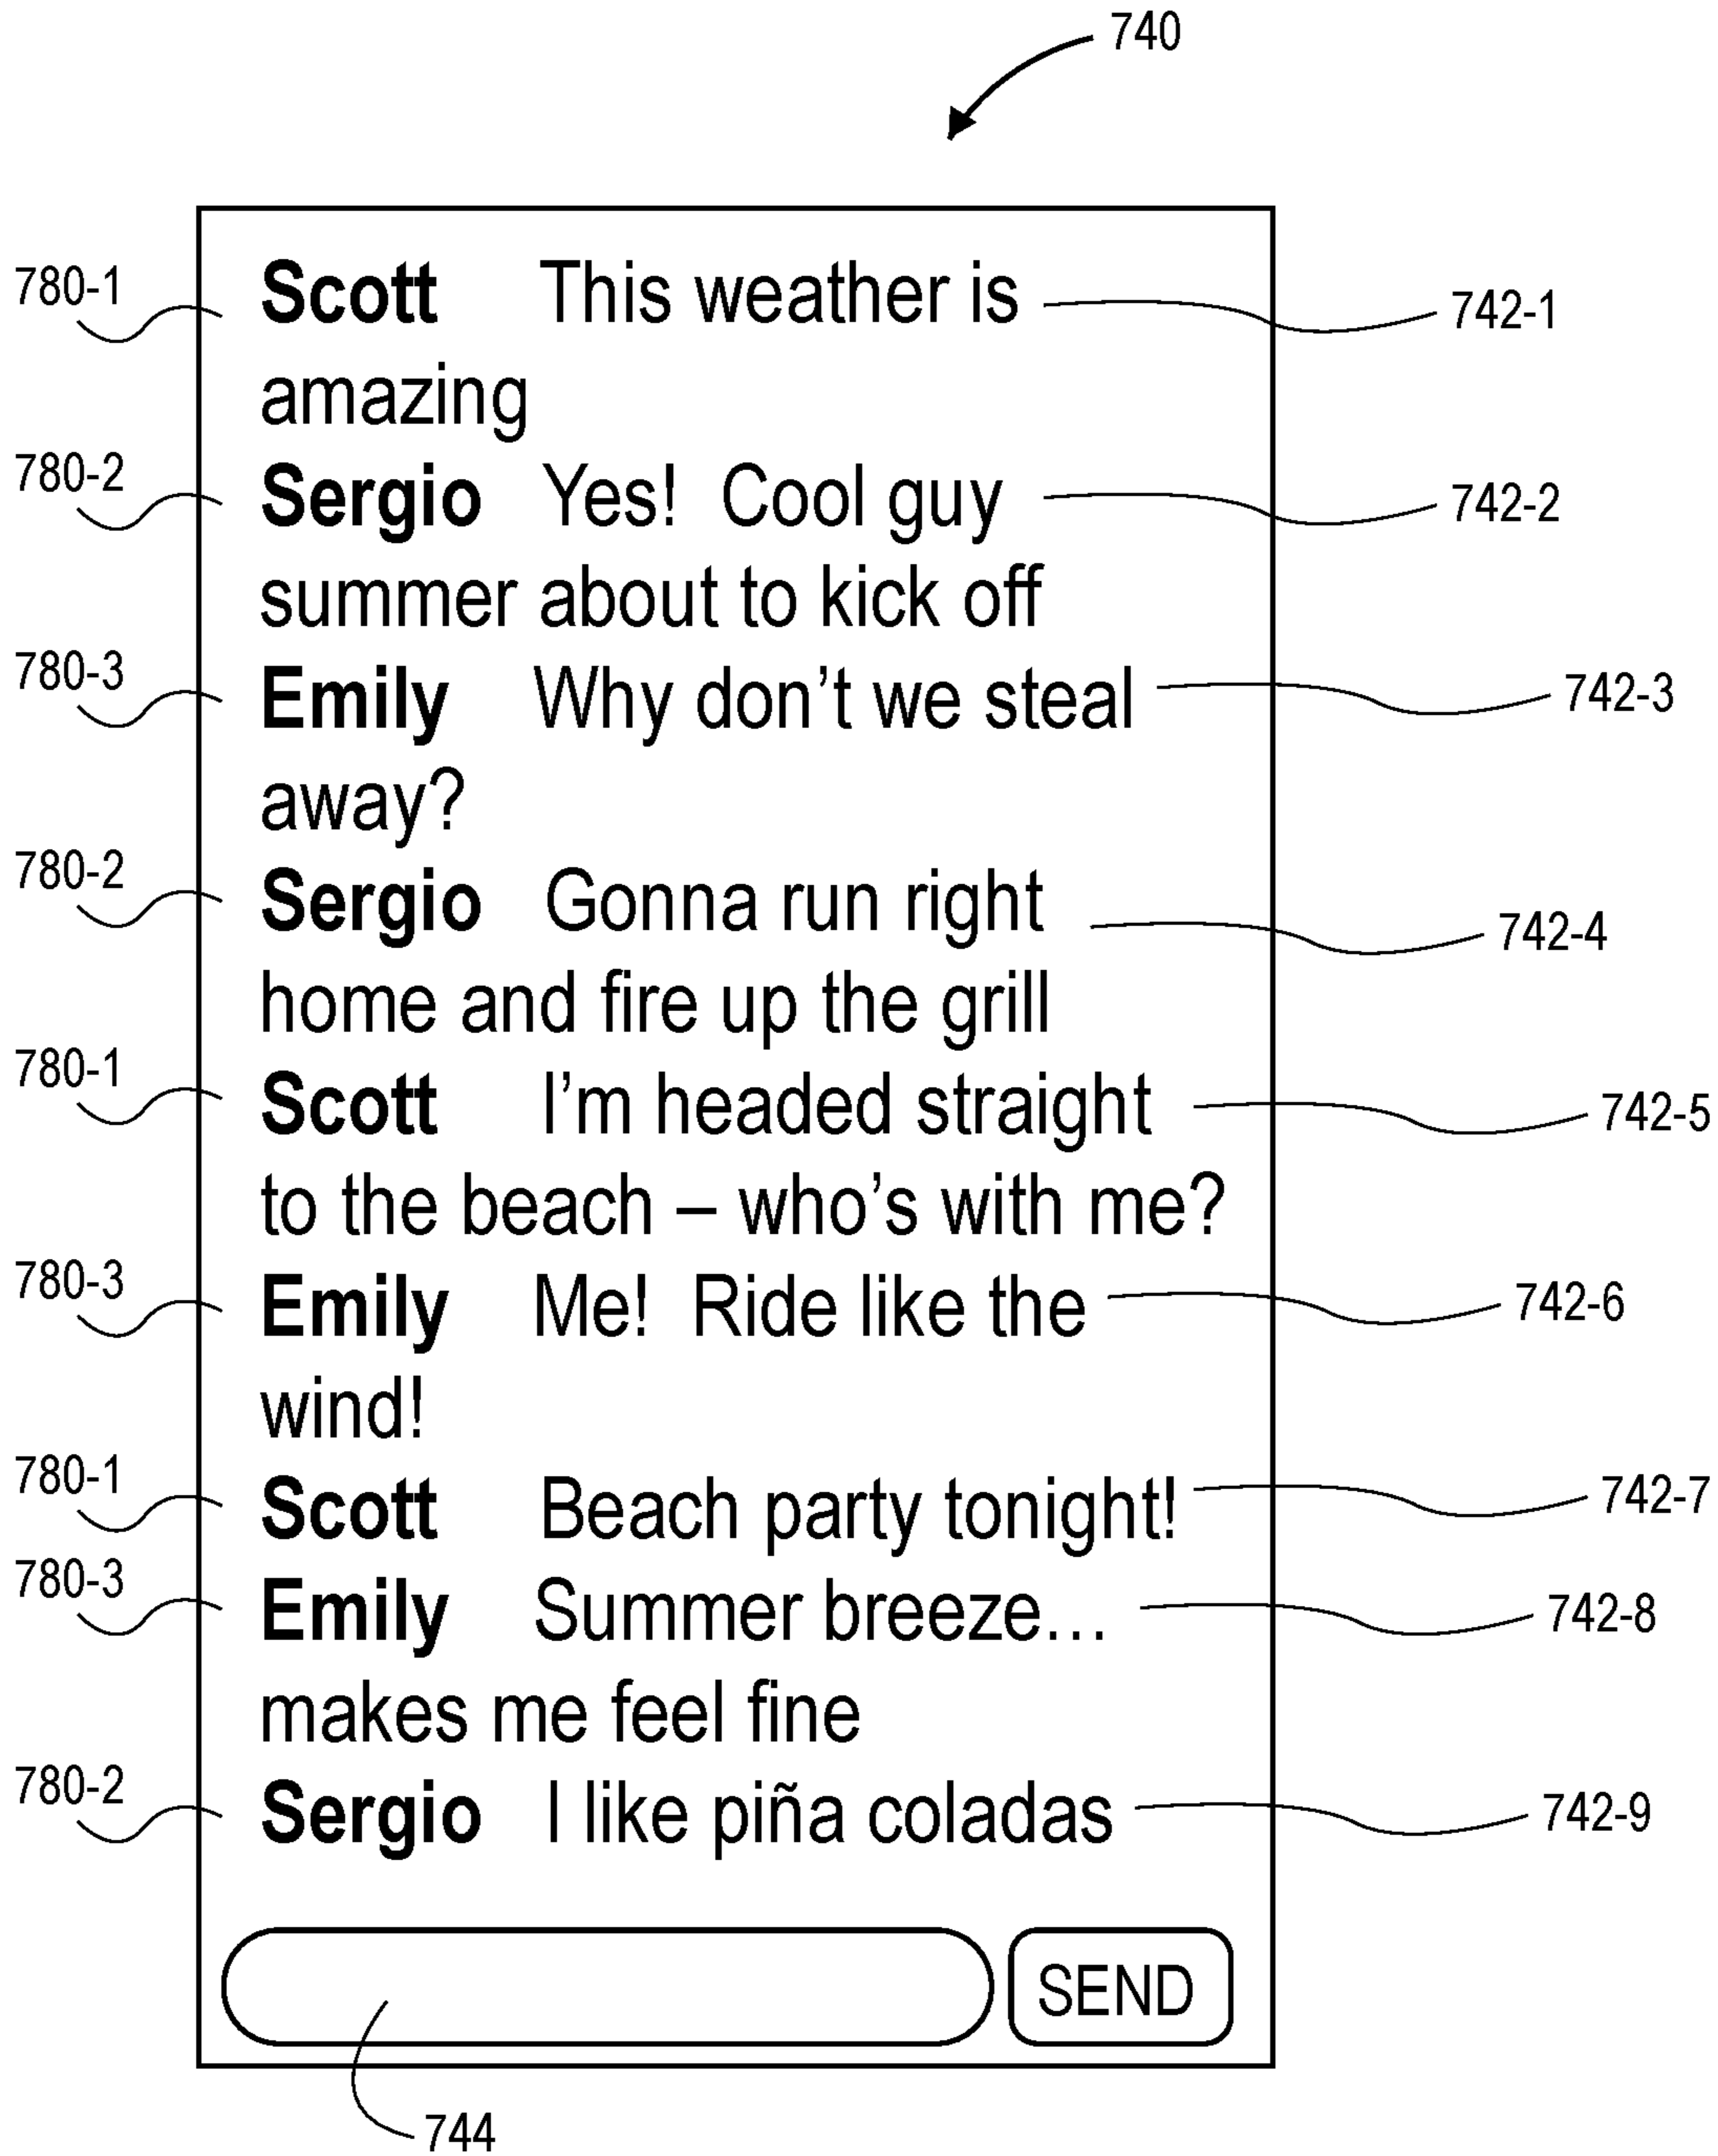 740
780-1 Scott This weather is 742-1
amazing
780-2 Sergio Yes! Cool guy 742-2
summer about to kick off
780-3 Emily Why don’t we steal 742-3
away?
780-2 Sergio Gonna run right 742-4
home and fire up the grill
780-1 Scott I’m headed straight 742-5
to the beach – who’s with me?
780-3 Emily Me! Ride like the 742-6
wind!
780-1 Scott Beach party tonight! 742-7
780-3 Emily Summer breeze… 742-8
makes me feel fine
780-2 Sergio I like piña coladas 742-9
SEND
744